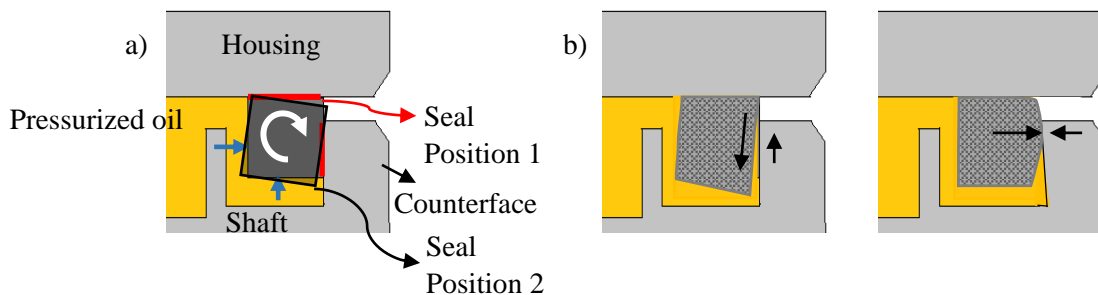 a)
Housing
b)
Pressurized oil
Seal
Position 1
Counterface
Shaft
Seal
Position 2